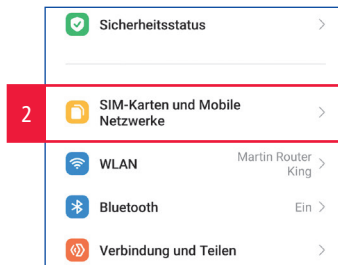 Sicherheitsstatus
2
SIM-Karten und Mobile
Netzwerke
WLAN
Martin Router
King
Bluetooth
Ein
Verbindung und Teilen